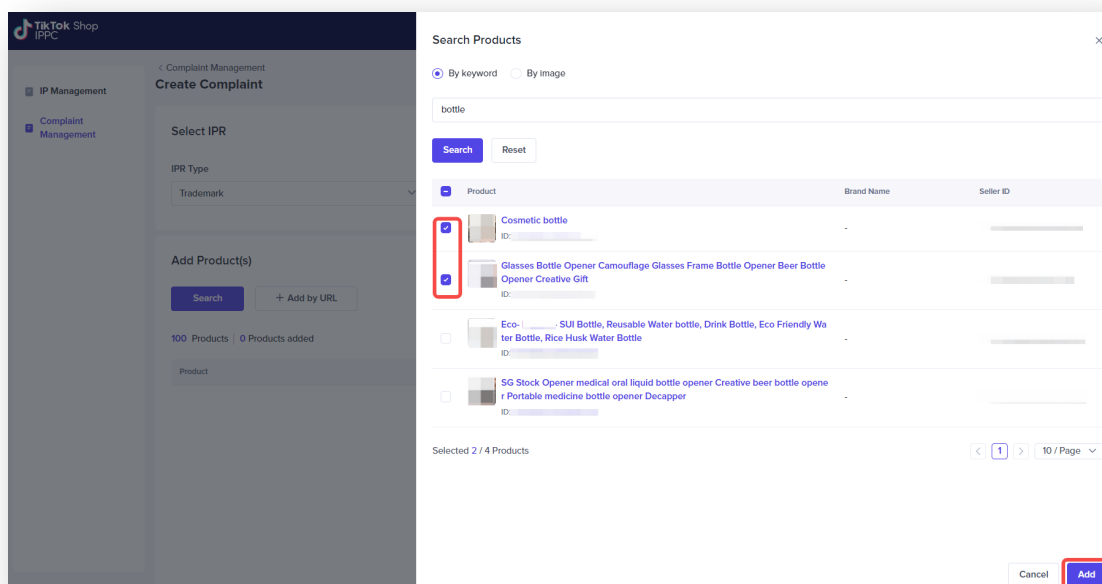 TikTok Shop
IPPC
IP Management
Complaint
Management
< Complaint Management
Create Complaint
Select IPR
IPR Type
Trademark
Add Product(s)
Search
+ Add by URL
100 Products | 0 Products added
Product
Search Products
By keyword
By image
bottle
Search
Reset
Product
Brand Name
Seller ID
Cosmetic bottle
ID:
-
Glasses Bottle Opener Camouflage Glasses Frame Bottle Opener Beer Bottle
Opener Creative Gift
ID:
-
Eco- - SUI Bottle, Reusable Water bottle, Drink Bottle, Eco Friendly Wa
ter Bottle, Rice Husk Water Bottle
ID:
-
SG Stock Opener medical oral liquid bottle opener Creative beer bottle opene
r Portable medicine bottle opener Decapper
ID:
-
Selected 2 / 4 Products
< 1 >
10 / Page
Cancel
Add